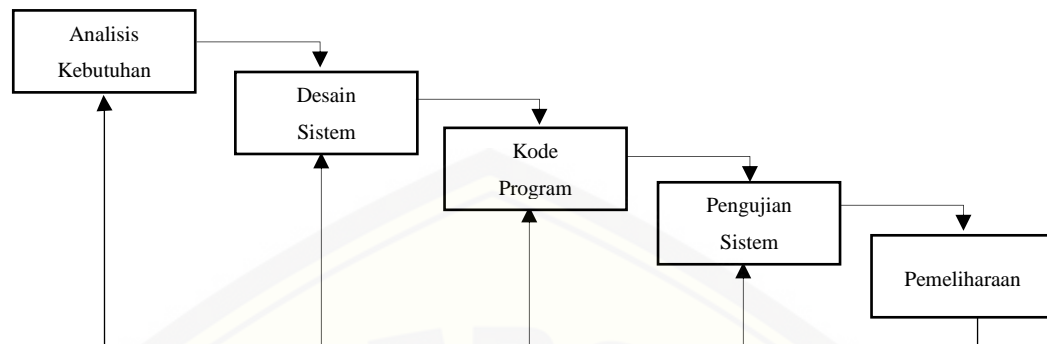 Analisis
Kebutuhan
Desain
Sistem
Kode
Program
Pengujian
Sistem
Pemeliharaan